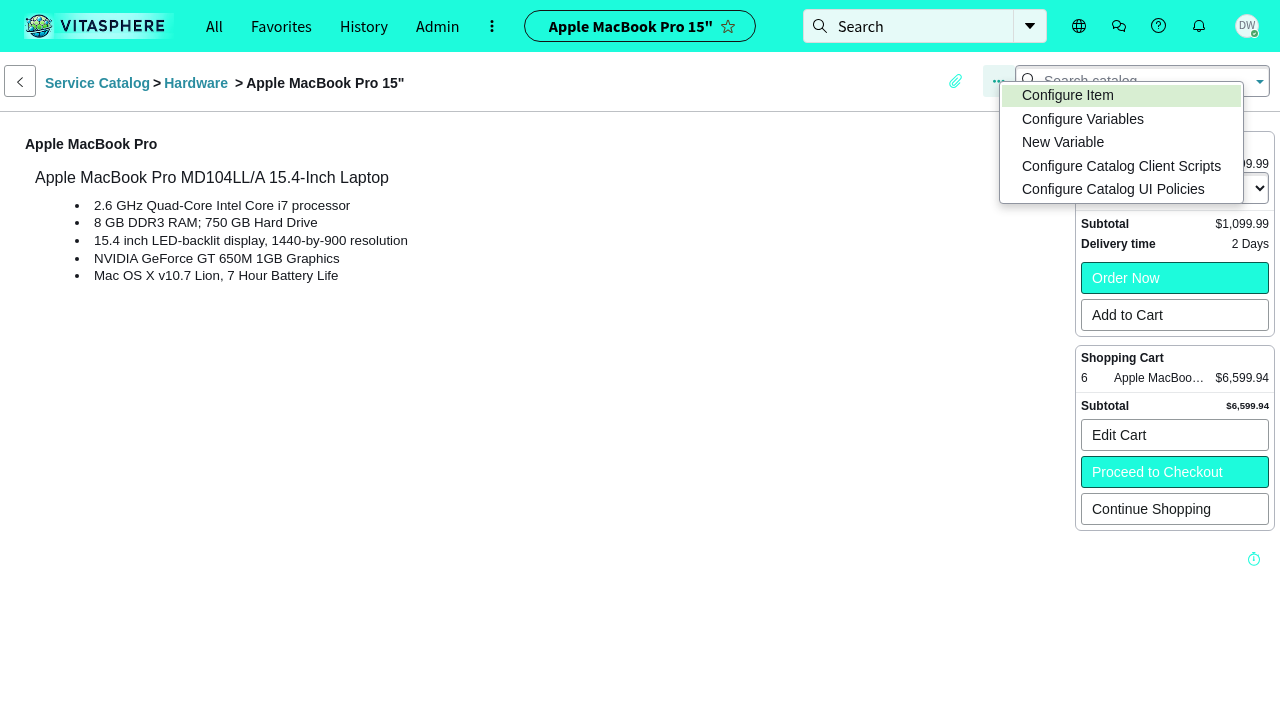 VITASPHERE
All Favorites History Admin
Apple MacBook Pro 15"
Search
DW
Service Catalog > Hardware > Apple MacBook Pro 15"
Configure Item
Configure Variables
New Variable
Configure Catalog Client Scripts
Configure Catalog UI Policies
Apple MacBook Pro
Apple MacBook Pro MD104LL/A 15.4-Inch Laptop
• 2.6 GHz Quad-Core Intel Core i7 processor
• 8 GB DDR3 RAM; 750 GB Hard Drive
• 15.4 inch LED-backlit display, 1440-by-900 resolution
• NVIDIA GeForce GT 650M 1GB Graphics
• Mac OS X v10.7 Lion, 7 Hour Battery Life
Subtotal $1,099.99
Delivery time 2 Days
Order Now
Add to Cart
Shopping Cart
6 Apple MacBoo... $6,599.94
Subtotal $6,599.94
Edit Cart
Proceed to Checkout
Continue Shopping